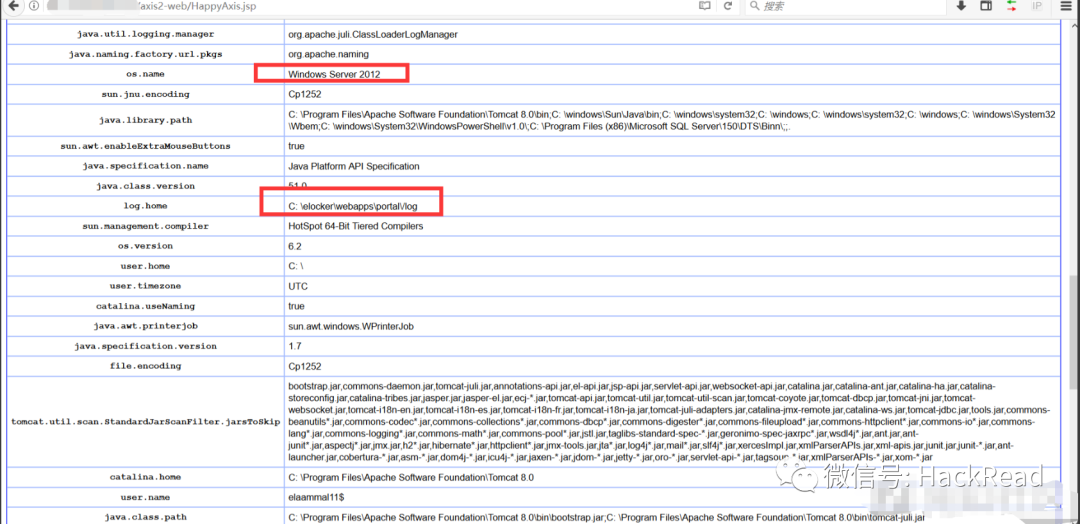 /axis2-web/HappyAxis.jsp
搜索
IP
java.util.logging.manager org.apache.juli.ClassLoaderLogManager
java.naming.factory.url.pkgs org.apache.naming
os.name Windows Server 2012
sun.jnu.encoding Cp1252
java.library.path C: \Program Files\Apache Software Foundation\Tomcat 8.0\bin;C: \windows\Sun\Java\bin;C: \windows\system32;C: \windows;C: \windows\system32;C: \windows;C: \windows\System32
\Wbem;C: \windows\System32\WindowsPowerShell\v1.0\;C: \Program Files (x86)\Microsoft SQL Server\150\DTS\Binn\;;.
sun.awt.enableExtraMouseButtons true
java.specification.name Java Platform API Specification
java.class.version 51.0
log.home C: \elocker\webapps\portal\/log
sun.management.compiler HotSpot 64-Bit Tiered Compilers
os.version 6.2
user.home C: \
user.timezone UTC
catalina.useNaming true
java.awt.printerjob sun.awt.windows.WPrinterJob
java.specification.version 1.7
file.encoding Cp1252
bootstrap.jar,commons-daemon.jar,tomcat-juli.jar,annotations-api.jar,el-api.jar,jsp-api.jar,servlet-api.jar,websocket-api.jar,catalina.jar,catalina-ant.jar,catalina-ha.jar,catalina-
storeconfig.jar,catalina-tribes.jar,jasper.jar,jasper-el.jar,ecj-*.jar,tomcat-api.jar,tomcat-util.jar,tomcat-util-scan.jar,tomcat-coyote.jar,tomcat-dbcp.jar,tomcat-jni.jar,tomcat-
websocket.jar,tomcat-i18n-en.jar,tomcat-i18n-es.jar,tomcat-i18n-fr.jar,tomcat-i18n-ja.jar,tomcat-juli-adapters.jar,catalina-jmx-remote.jar,catalina-ws.jar,tomcat-jdbc.jar,tools.jar,commons-
tomcat.util.scan.StandardJarScanFilter.jarsToSkip beanutils*.jar,commons-codec*.jar,commons-collections*.jar,commons-dbcp*.jar,commons-digester*.jar,commons-fileupload*.jar,commons-httpclient*.jar,commons-io*.jar,commons-
lang*.jar,commons-logging*.jar,commons-math*.jar,commons-pool*.jar,jstl.jar,taglibs-standard-spec-*.jar,geronimo-spec-jaxrpc*.jar,wsdl4j*.jar,ant.jar,ant-
junit*.jar,aspectj*.jar,jmx.jar,h2*.jar,hibernate*.jar,httpclient*.jar,jmx-tools.jar,jta*.jar,log4j*.jar,mail*.jar,slf4j*.jar,xercesImpl.jar,xmlParserAPIs.jar,xml-apis.jar,junit.jar,junit-*.jar,ant-
launcher.jar,cobertura-*.jar,asm-*.jar,dom4j-*.jar,icu4j-*.jar,jaxen-*.jar,jdom-*.jar,jetty-*.jar,oro-*.jar,servlet-api-*.jar,tagsoup-*.jar,xmlParserAPIs-*.jar,xom-*.jar
catalina.home C: \Program Files\Apache Software Foundation\Tomcat 8.0
微信号: HackRead
user.name elaammal11$
java.class.path C: \Program Files\Apache Software Foundation\Tomcat 8.0\bin\bootstrap.jar;C: \Program Files\Apache Software Foundation\Tomcat 8.0\bin\tomcat-juli.jar